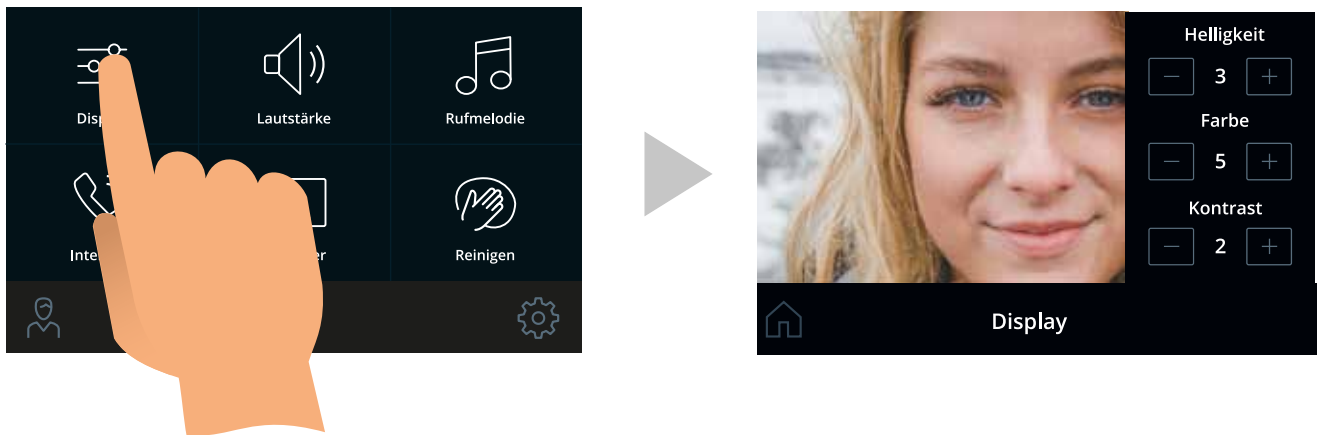 Lautstärke
Rufmelodie
Reinigen
Helligkeit
3
Farbe
5
Kontrast
2
Display